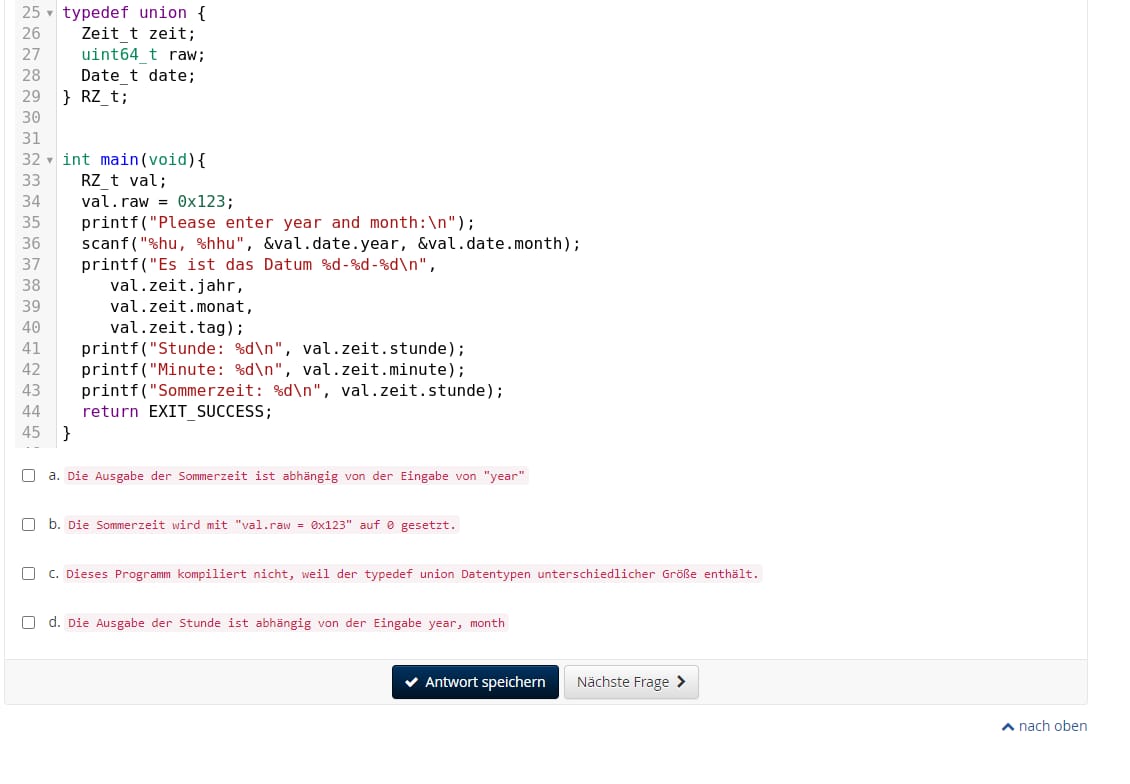 25 typedef union {
26 Zeit_t zeit;
27 uint64_t raw;
28 Date_t date;
29 } RZ_t;
30
31
32 int main(void){
33 RZ_t val;
34 val.raw = 0x123;
35 printf("Please enter year and month:\n");
36 scanf("%hu, %hhu", &val.date.year, &val.date.month);
37 printf("Es ist das Datum %d-%d-%d\n",
38 val.zeit.jahr,
39 val.zeit.monat,
40 val.zeit.tag);
41 printf("Stunde: %d\n", val.zeit.stunde);
42 printf("Minute: %d\n", val.zeit.minute);
43 printf("Sommerzeit: %d\n", val.zeit.stunde);
44 return EXIT_SUCCESS;
45 }
a. Die Ausgabe der Sommerzeit ist abhängig von der Eingabe von "year"
b. Die Sommerzeit wird mit "val.raw = 0x123" auf 0 gesetzt.
c. Dieses Programm kompiliert nicht, weil der typedef union Datentypen unterschiedlicher Größe enthält.
d. Die Ausgabe der Stunde ist abhängig von der Eingabe year, month
Antwort speichern
Nächste Frage
nach oben